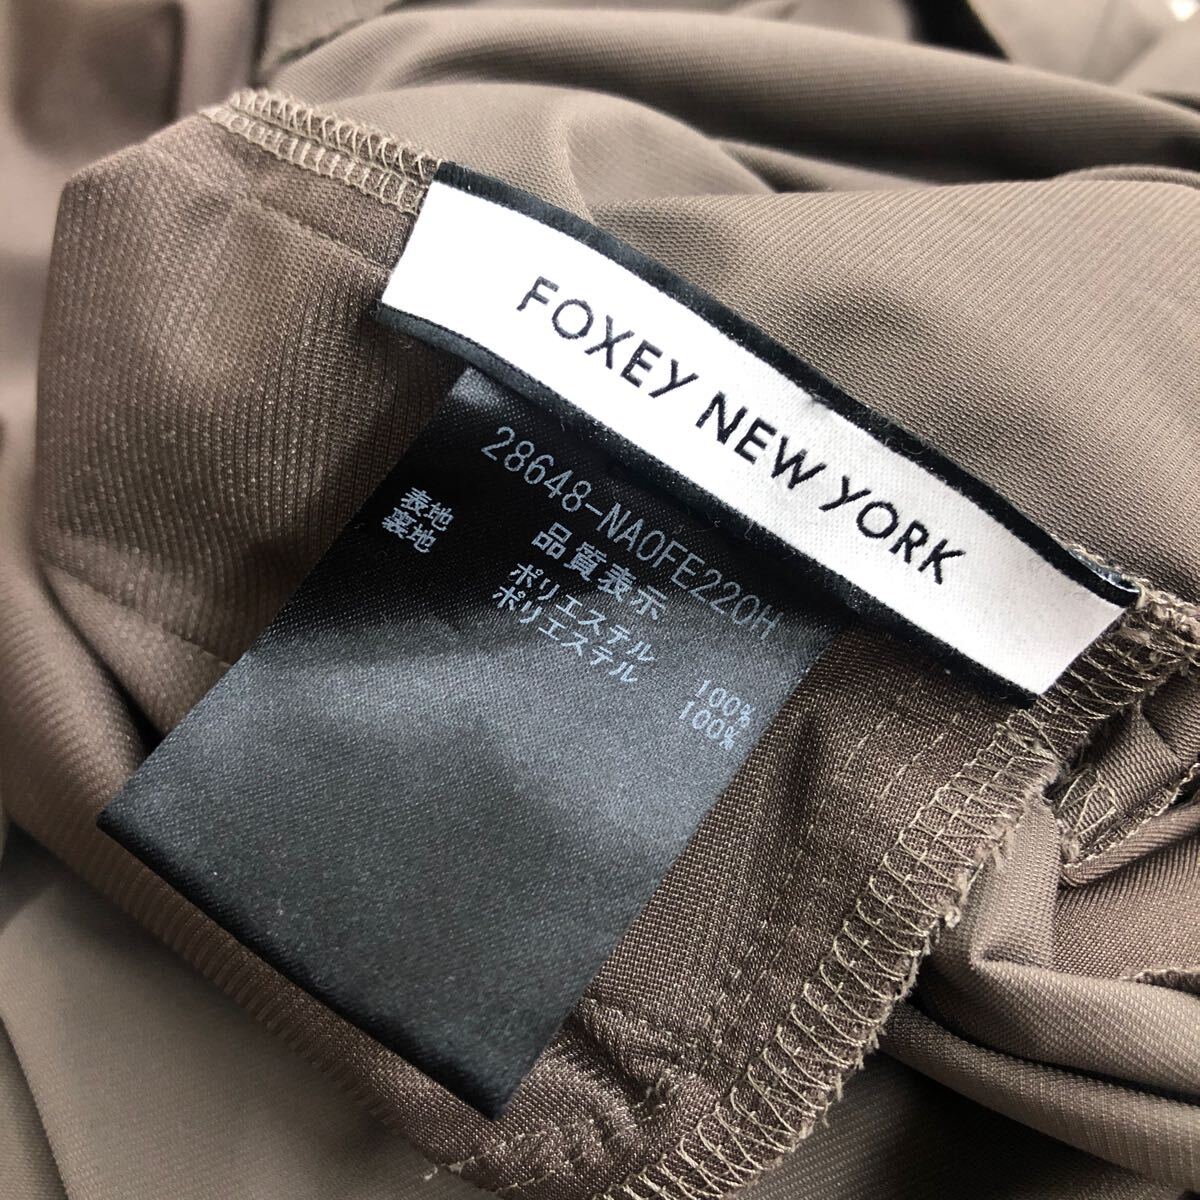 FOXEY NEW YORK
28648-NA0FE220H
品質表示
表地 ポリエステル 100%
裏地 ポリエステル 100%